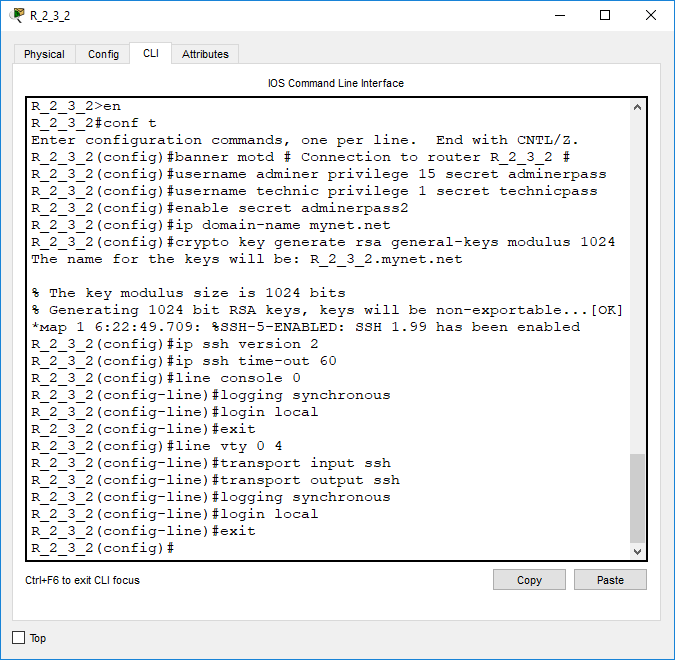 R_2_3_2
Physical Config CLI Attributes
IOS Command Line Interface
R_2_3_2>en
R_2_3_2#conf t
Enter configuration commands, one per line.  End with CNTL/Z.
R_2_3_2(config)#banner motd # Connection to router R_2_3_2 #
R_2_3_2(config)#username adminer privilege 15 secret adminerpass
R_2_3_2(config)#username technic privilege 1 secret technicpass
R_2_3_2(config)#enable secret adminerpass2
R_2_3_2(config)#ip domain-name mynet.net
R_2_3_2(config)#crypto key generate rsa general-keys modulus 1024
The name for the keys will be: R_2_3_2.mynet.net
% The key modulus size is 1024 bits
% Generating 1024 bit RSA keys, keys will be non-exportable...[OK]
*мар 1 6:22:49.709: %SSH-5-ENABLED: SSH 1.99 has been enabled
R_2_3_2(config)#ip ssh version 2
R_2_3_2(config)#ip ssh time-out 60
R_2_3_2(config)#line console 0
R_2_3_2(config-line)#logging synchronous
R_2_3_2(config-line)#login local
R_2_3_2(config-line)#exit
R_2_3_2(config)#line vty 0 4
R_2_3_2(config-line)#transport input ssh
R_2_3_2(config-line)#transport output ssh
R_2_3_2(config-line)#logging synchronous
R_2_3_2(config-line)#login local
R_2_3_2(config-line)#exit
R_2_3_2(config)#
Ctrl+F6 to exit CLI focus Copy Paste
Top